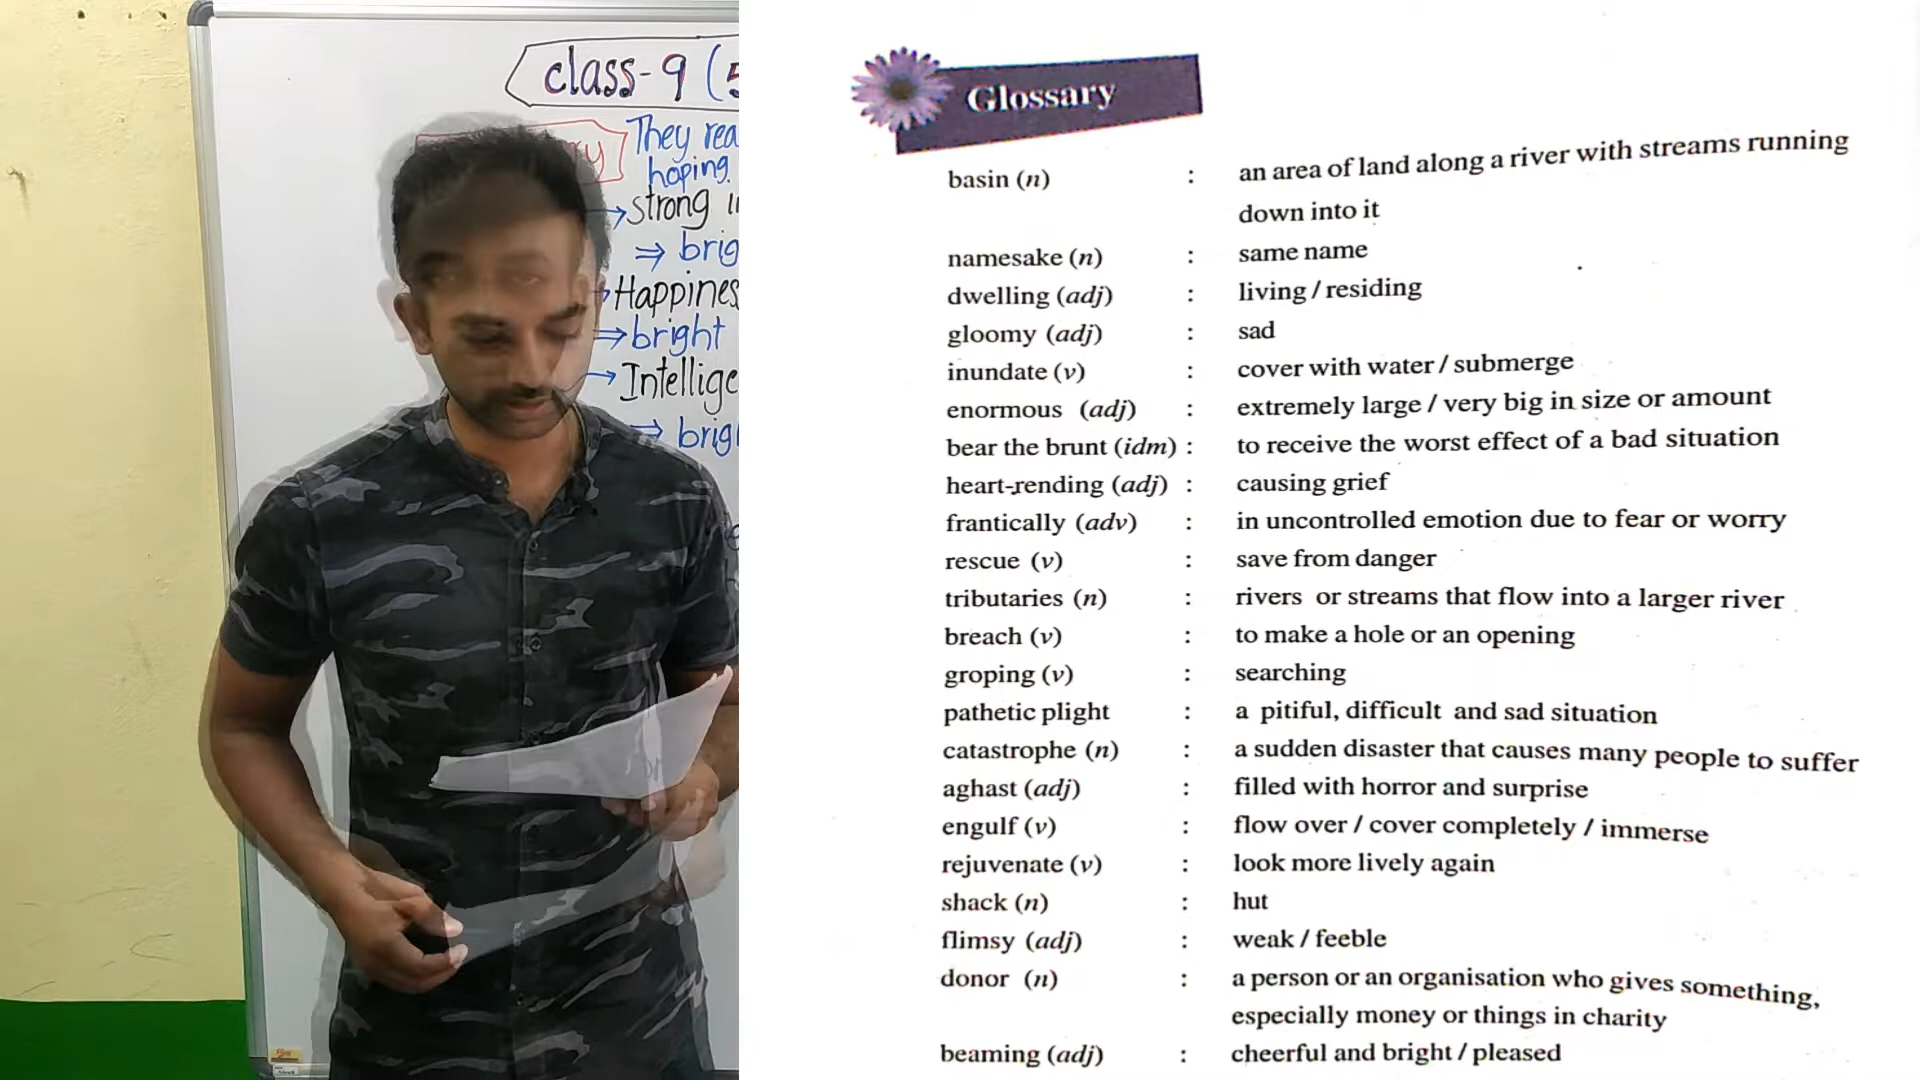 class-9 (
They rea
hoping
strong i
⇒ brig
Happines
⇒ bright
Intellige
⇒ brig
Glossary
basin (n) : an area of land along a river with streams running
down into it
namesake (n) : same name
dwelling (adj) : living / residing
gloomy (adj) : sad
inundate (v) : cover with water / submerge
enormous (adj) : extremely large / very big in size or amount
bear the brunt (idm) : to receive the worst effect of a bad situation
heart-rending (adj) : causing grief
frantically (adv) : in uncontrolled emotion due to fear or worry
rescue (v) : save from danger
tributaries (n) : rivers or streams that flow into a larger river
breach (v) : to make a hole or an opening
groping (v) : searching
pathetic plight : a pitiful, difficult and sad situation
catastrophe (n) : a sudden disaster that causes many people to suffer
aghast (adj) : filled with horror and surprise
engulf (v) : flow over / cover completely / immerse
rejuvenate (v) : look more lively again
shack (n) : hut
flimsy (adj) : weak / feeble
donor (n) : a person or an organisation who gives something,
especially money or things in charity
beaming (adj) : cheerful and bright / pleased